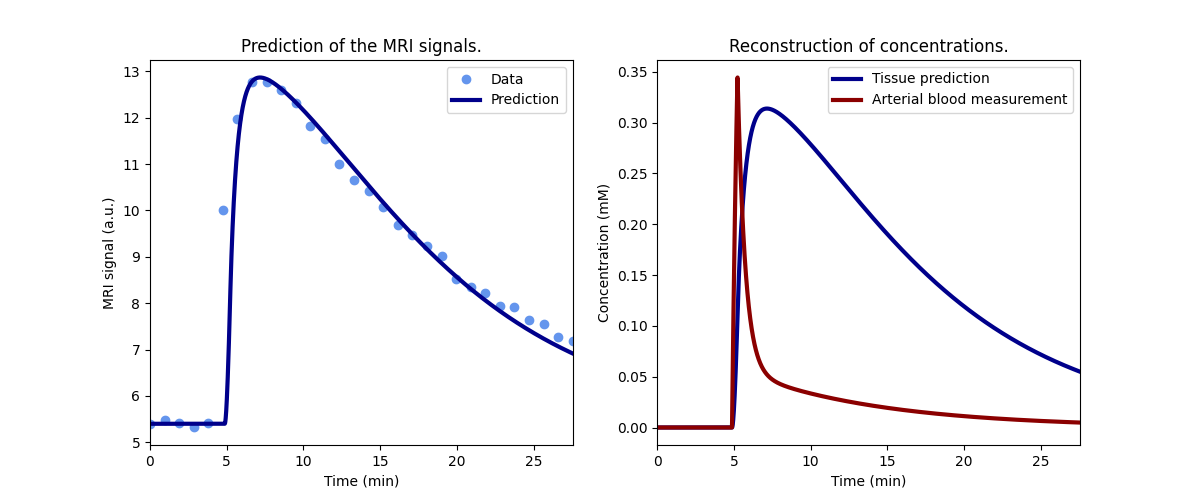 Prediction of the MRI signals.
Data
Prediction
MRI signal (a.u.)
13
12
11
10
9
8
7
6
5
0
5
10
15
20
25
Time (min)
Reconstruction of concentrations.
Tissue prediction
Arterial blood measurement
Concentration (mM)
0.35
0.30
0.25
0.20
0.15
0.10
0.05
0.00
0
5
10
15
20
25
Time (min)